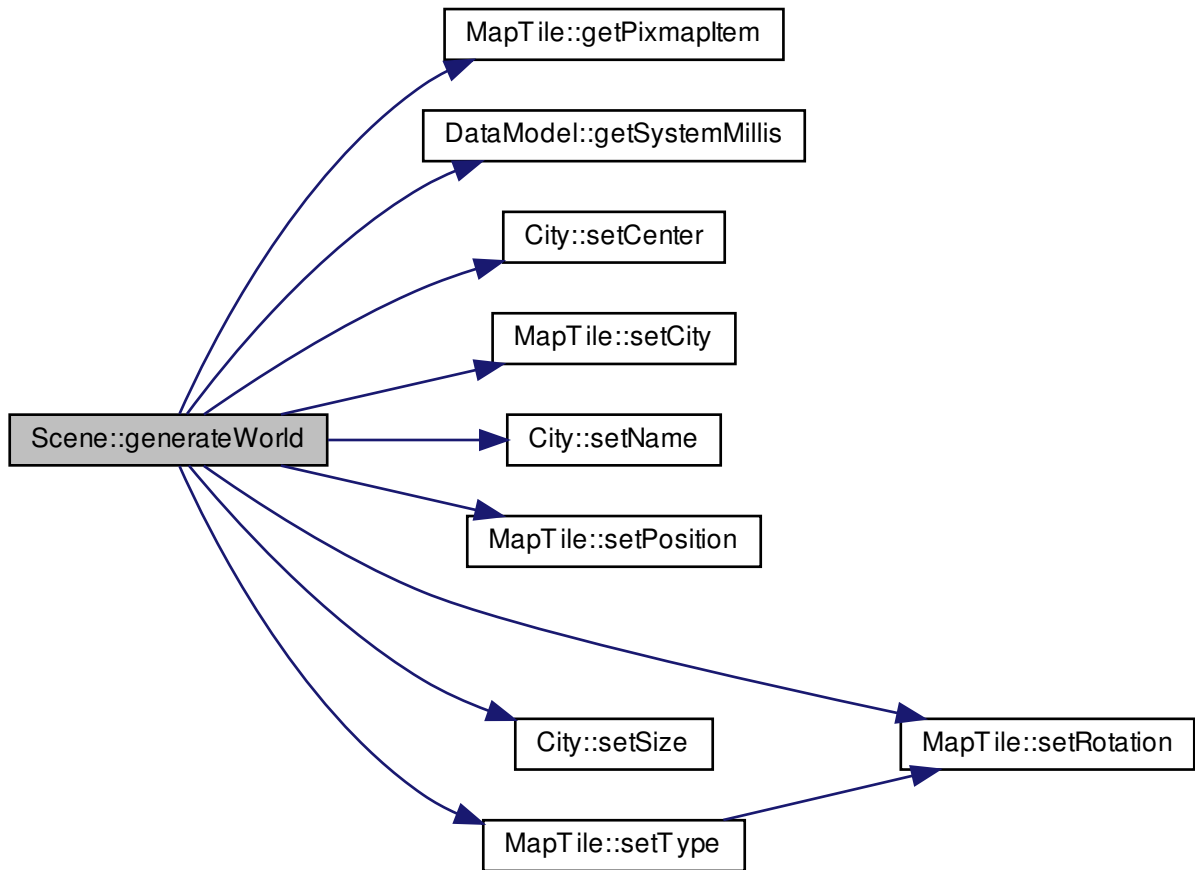 MapTile::getPixmapItem
DataModel::getSystemMillis
City::setCenter
MapTile::setCity
Scene::generateWorld
City::setName
MapTile::setPosition
City::setSize
MapTile::setRotation
MapTile::setType